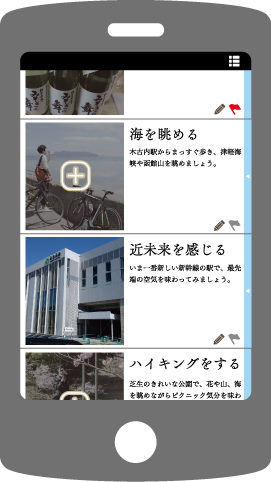 海を眺める
木古内駅からまっすぐ歩き、津軽海
峡や函館山を眺めましょう。
近未来を感じる
いま一番新しい新幹線の駅で、最先
端の空気を味わってみましょう。
ハイキングをする
芝生のきれいな公園で、花や山、海
を眺めながらピクニック気分を味わ